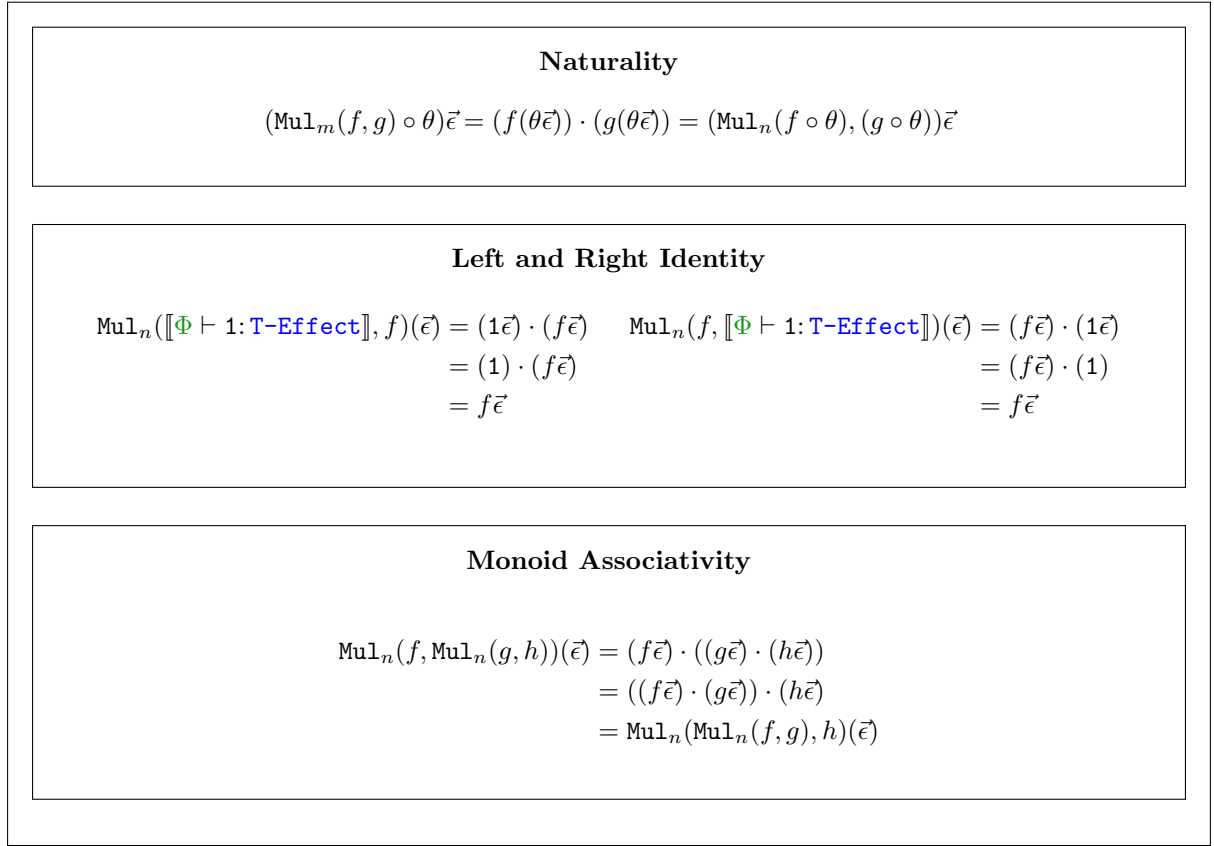 Naturality
(Mul_m(f, g) ∘ θ)ϵ⃗ = (f(θϵ⃗)) · (g(θϵ⃗)) = (Mul_n(f ∘ θ), (g ∘ θ))ϵ⃗
Left and Right Identity
Mul_n(⟦Φ ⊢ 1: T-Effect⟧, f)(ϵ⃗) = (1ϵ⃗) · (fϵ⃗) Mul_n(f, ⟦Φ ⊢ 1: T-Effect⟧)(ϵ⃗) = (fϵ⃗) · (1ϵ⃗)
= (1) · (fϵ⃗) = (fϵ⃗) · (1)
= fϵ⃗ = fϵ⃗
Monoid Associativity
Mul_n(f, Mul_n(g, h))(ϵ⃗) = (fϵ⃗) · ((gϵ⃗) · (hϵ⃗))
= ((fϵ⃗) · (gϵ⃗)) · (hϵ⃗)
= Mul_n(Mul_n(f, g), h)(ϵ⃗)